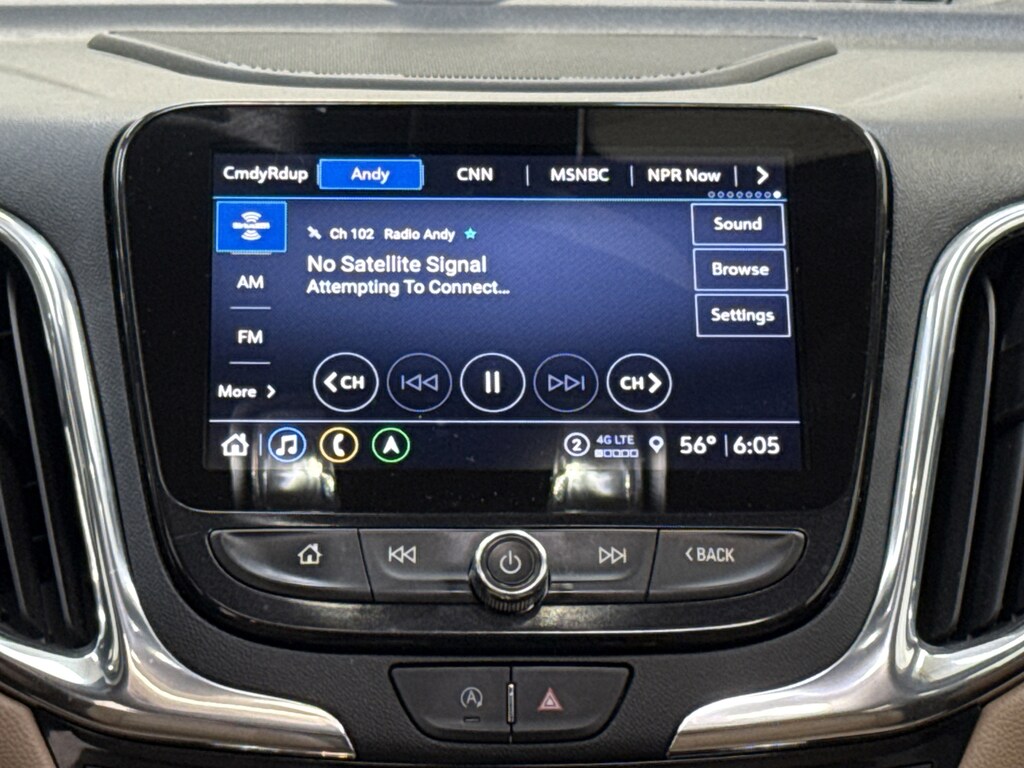 CmdyRdup Andy CNN MSNBC NPR Now
Ch 102 Radio Andy
Sound
No Satellite Signal
Attempting To Connect...
Browse
AM
Settings
FM
CH CH
More
2 4G LTE 56° 6:05
BACK
A